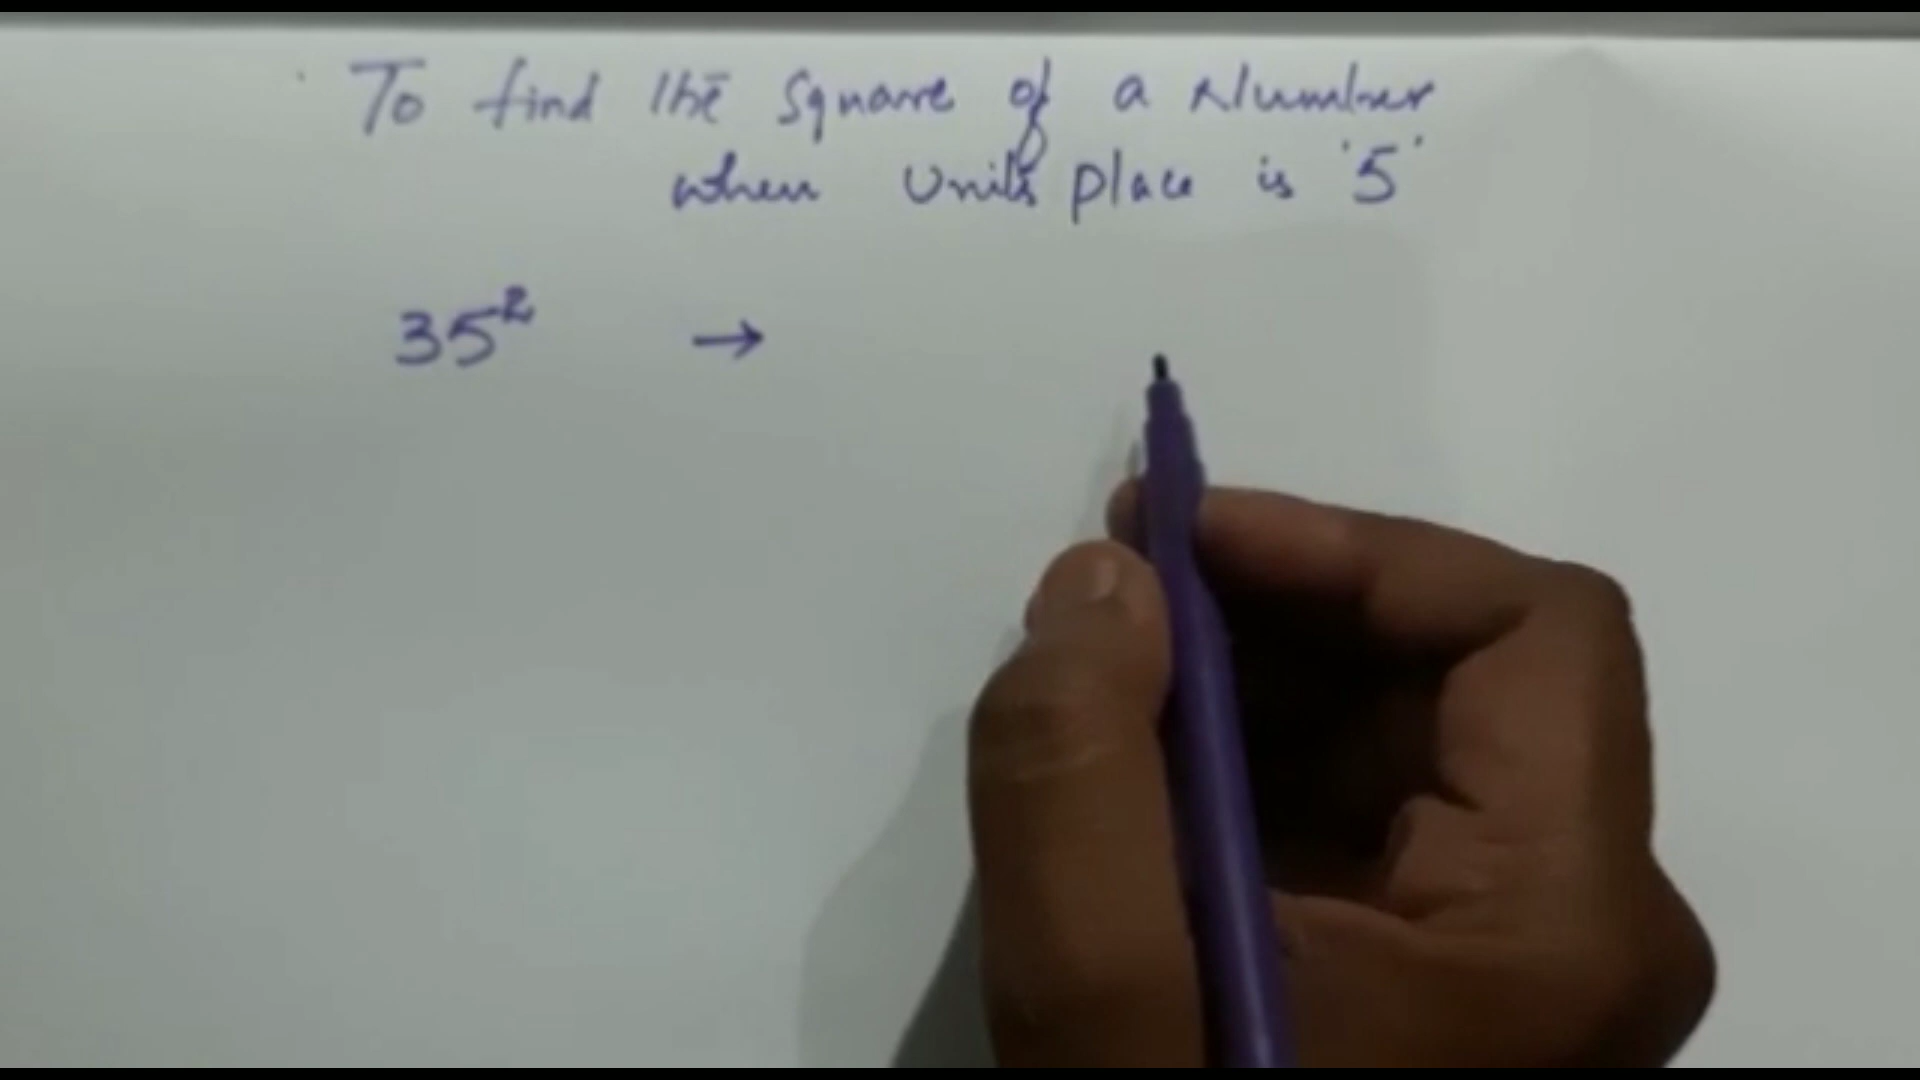 To find the Square of a Number
when Units place is '5'
35² →